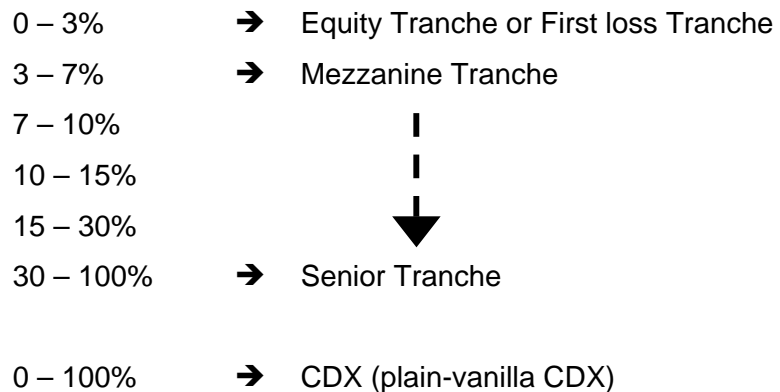 0 – 3% ➔ Equity Tranche or First loss Tranche
3 – 7% ➔ Mezzanine Tranche
7 – 10%
10 – 15%
15 – 30%
30 – 100% ➔ Senior Tranche
0 – 100% ➔ CDX (plain-vanilla CDX)